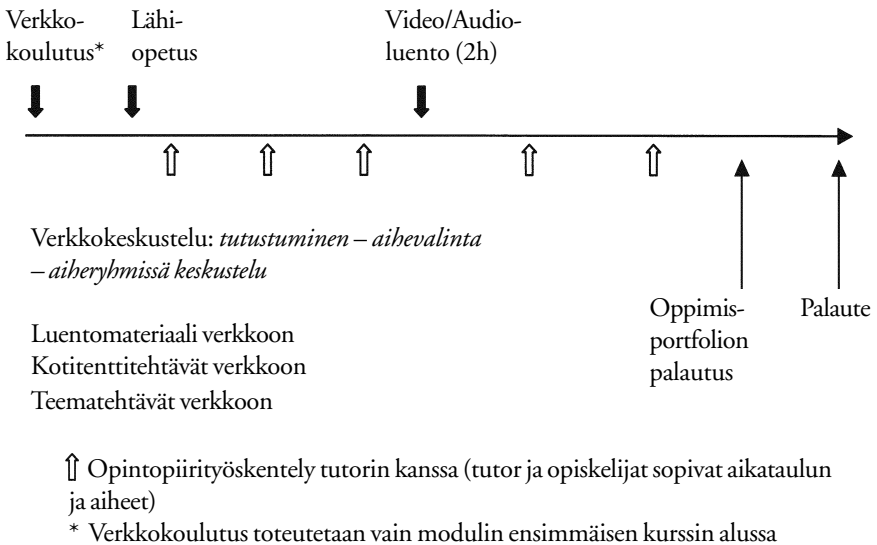 Verkko-
koulutus*
Lähi-
opetus
Video/Audio-
luento (2h)
Verkkokeskustelu: tutustuminen – aihevalinta
– aiheryhmissä keskustelu
Luentomateriaali verkkoon
Kotitenttitehtävät verkkoon
Teematehtävät verkkoon
Oppimis-
portfolion
palautus
Palaute
⇧ Opintopiirityöskentely tutorin kanssa (tutor ja opiskelijat sopivat aikataulun
ja aiheet)
* Verkkokoulutus toteutetaan vain modulin ensimmäisen kurssin alussa